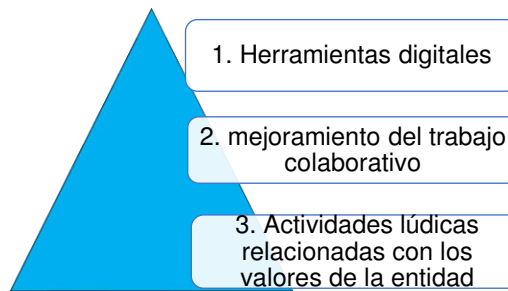 1. Herramientas digitales
2. mejoramiento del trabajo
colaborativo
3. Actividades lúdicas
relacionadas con los
valores de la entidad